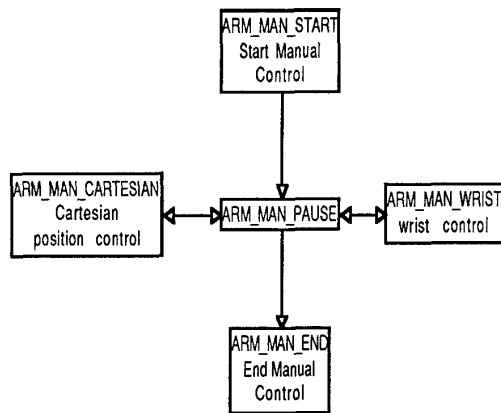 ARM_MAN_START
Start Manual
Control
ARM_MAN_CARTESIAN
Cartesian
position control
ARM_MAN_PAUSE
ARM_MAN_WRIST
wrist control
ARM_MAN_END
End Manual
Control